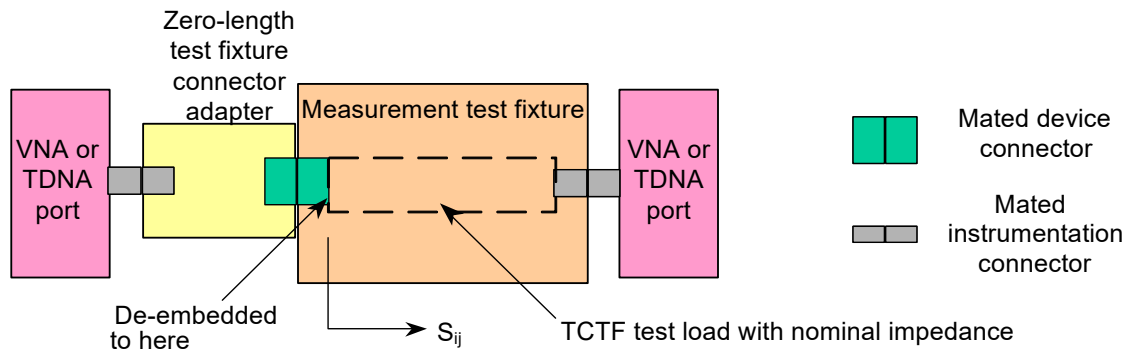 Zero-length
test fixture
connector
adapter
Measurement test fixture
VNA or
TDNA
port
VNA or
TDNA
port
Mated device
connector
Mated
instrumentation
connector
De-embedded
to here
Sij
TCTF test load with nominal impedance